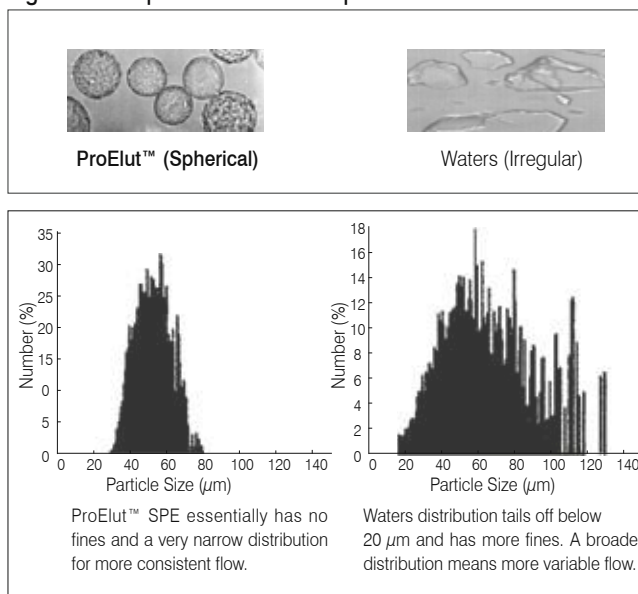 ProElut™ (Spherical)
Waters (Irregular)
35
30
25
20
15
0
5
0
Number (%)
0 20 40 60 80 100 120 140
Particle Size (μm)
ProElut™ SPE essentially has no
fines and a very narrow distribution
for more consistent flow.
18
16
14
12
10
8
6
4
2
0
Number (%)
0 20 40 60 80 100 120 140
Particle Size (μm)
Waters distribution tails off below
20 μm and has more fines. A broade
distribution means more variable flow.